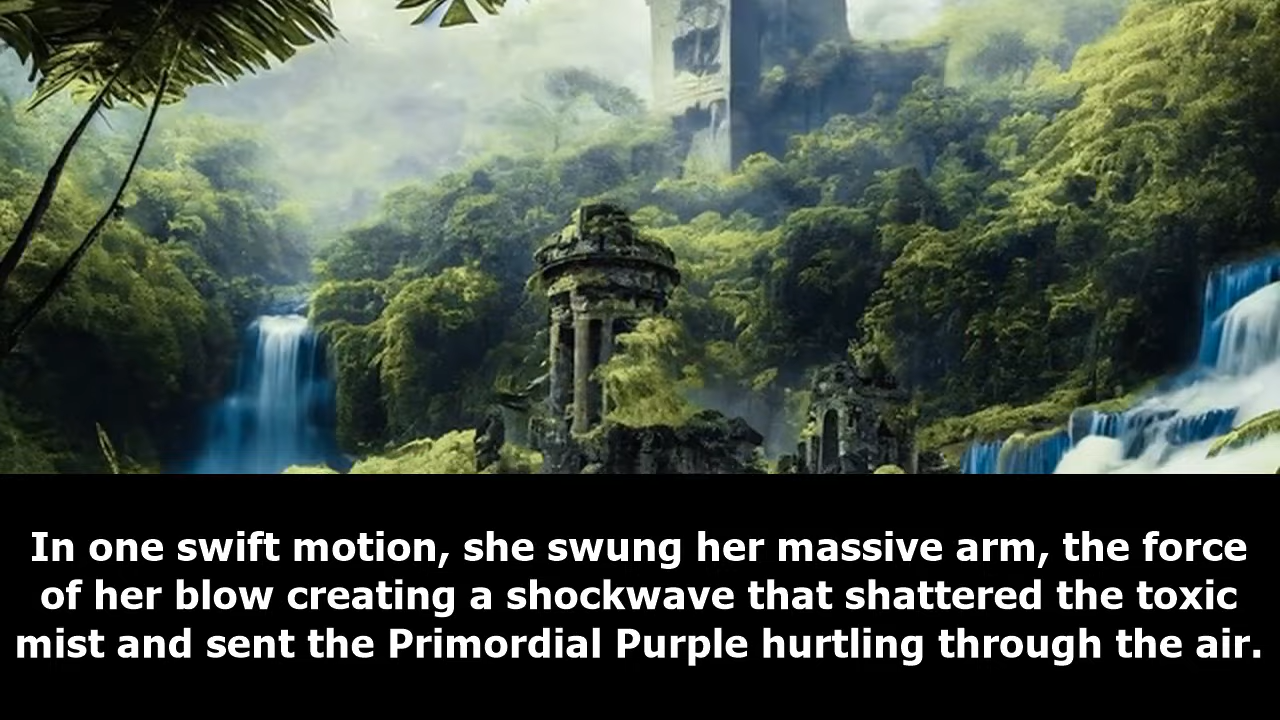 In one swift motion, she swung her massive arm, the force
of her blow creating a shockwave that shattered the toxic
mist and sent the Primordial Purple hurtling through the air.